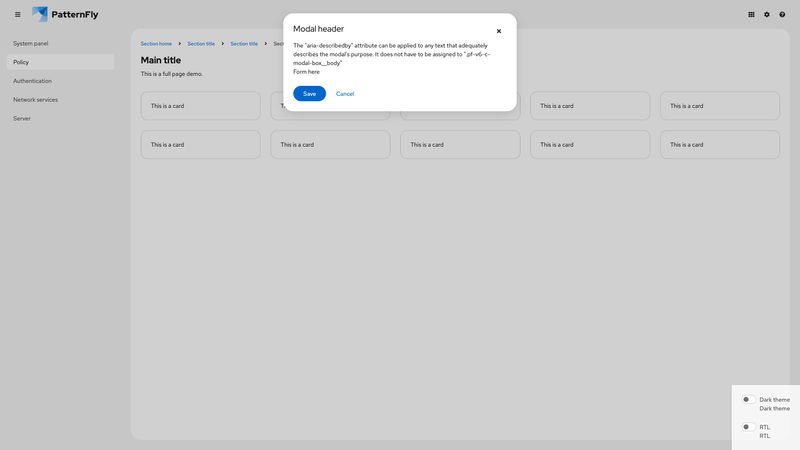 PatternFly
System panel
Policy
Authentication
Network services
Server
Section home
Section title
Section title
Main title
This is a full page demo.
This is a card
This is a card
This is a card
This is a card
This is a card
This is a card
This is a card
This is a card
Modal header
The "aria-describedby" attribute can be applied to any text that adequately
describes the modal's purpose. It does not have to be assigned to ".pf-v6-c-
modal-box__body"
Form here
Save
Cancel
Dark theme
Dark theme
RTL
RTL